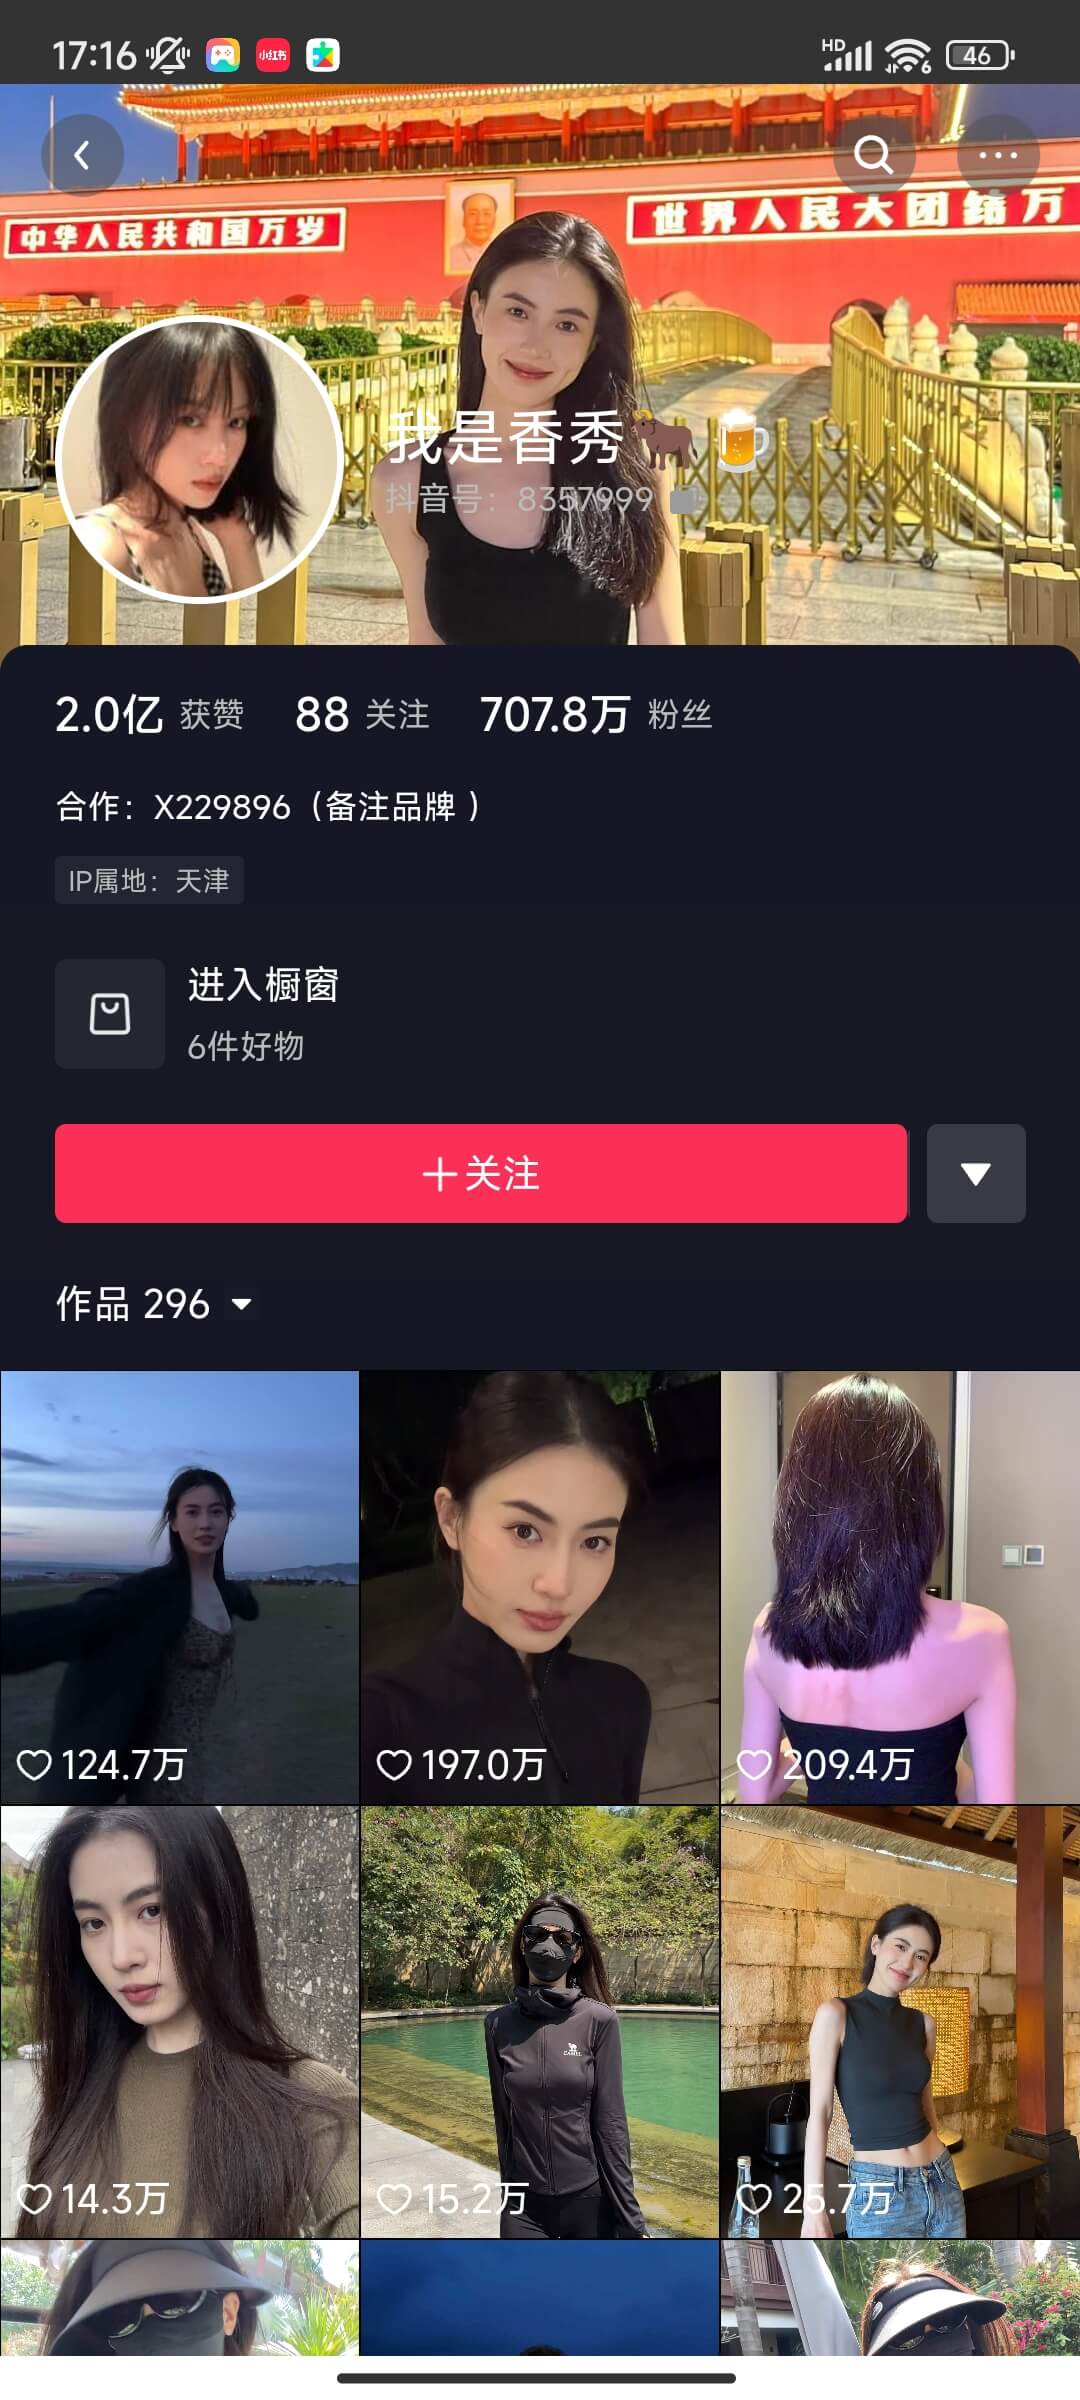 17:16
小红书
HD
6
46
中华人民共和国万岁
世界人民大团结万
我是香秀🐂🍺
抖音号：8357999
2.0亿 获赞 88 关注 707.8万 粉丝
合作：X229896（备注品牌 ）
IP属地：天津
进入橱窗
6件好物
+关注
作品 296
124.7万 197.0万 209.4万
CAMEL
14.3万 15.2万 25.7万